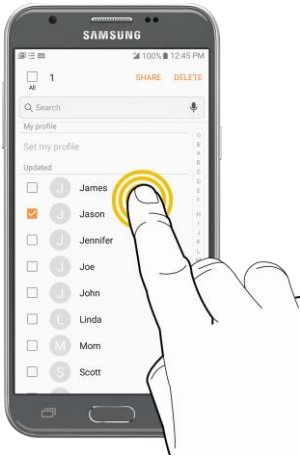 SAMSUNG
100% 12:45 PM
1 SHARE DELETE
All
Search
My profile
Set my profile
Updated
J James
J Jason
J Jennifer
J Joe
J John
L Linda
M Mom
S Scott